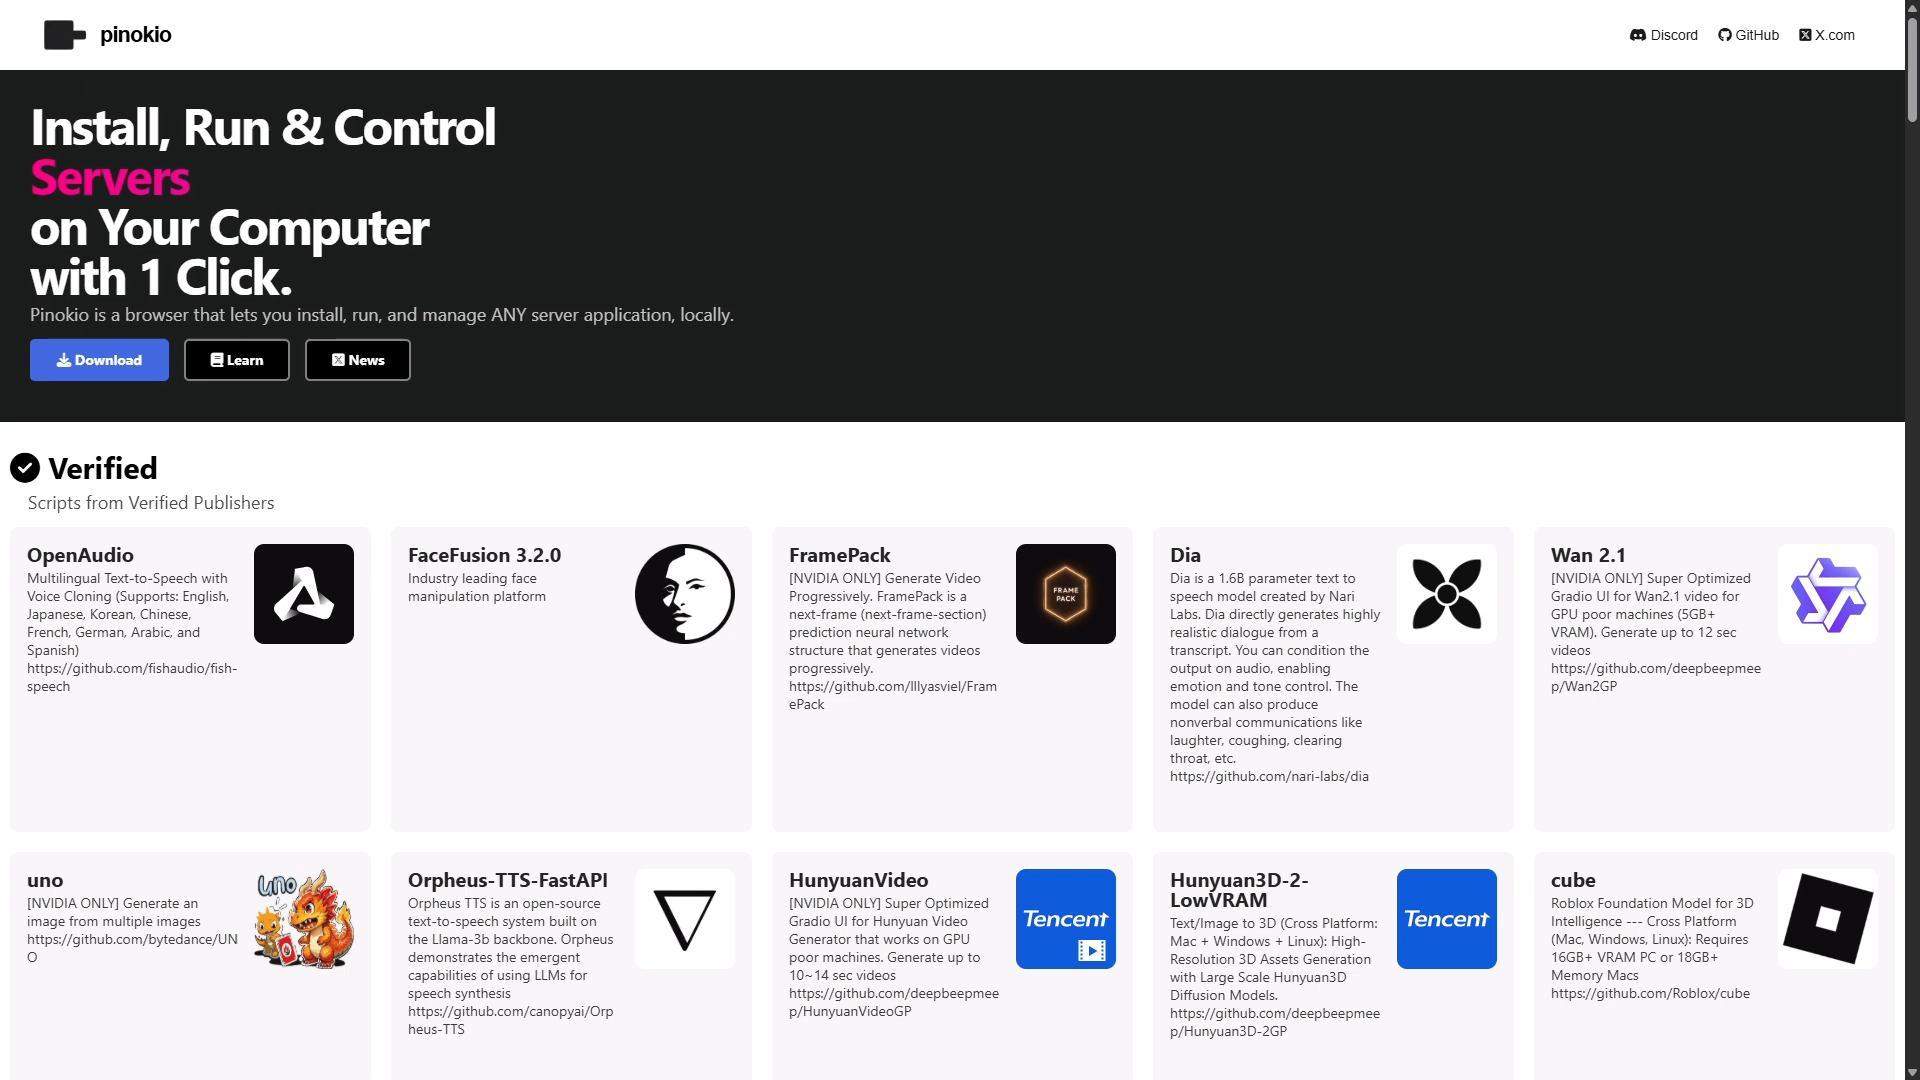 pinokio
Discord
GitHub
X.com
Install, Run & Control
Servers
on Your Computer
with 1 Click.
Pinokio is a browser that lets you install, run, and manage ANY server application, locally.
Download
Learn
News
Verified
Scripts from Verified Publishers
OpenAudio
Multilingual Text-to-Speech with
Voice Cloning (Supports: English,
Japanese, Korean, Chinese,
French, German, Arabic, and
Spanish)
https://github.com/fishaudio/fish-
speech
FaceFusion 3.2.0
Industry leading face
manipulation platform
FramePack
[NVIDIA ONLY] Generate Video
Progressively. FramePack is a
next-frame (next-frame-section)
prediction neural network
structure that generates videos
progressively.
https://github.com/lllyasviel/Fram
ePack
FRAME
PACK
Dia
Dia is a 1.6B parameter text to
speech model created by Nari
Labs. Dia directly generates highly
realistic dialogue from a
transcript. You can condition the
output on audio, enabling
emotion and tone control. The
model can also produce
nonverbal communications like
laughter, coughing, clearing
throat, etc.
https://github.com/nari-labs/dia
Wan 2.1
[NVIDIA ONLY] Super Optimized
Gradio UI for Wan2.1 video for
GPU poor machines (5GB+
VRAM). Generate up to 12 sec
videos
https://github.com/deepbeepmee
p/Wan2GP
uno
[NVIDIA ONLY] Generate an
image from multiple images
https://github.com/bytedance/UN
O
uno
Orpheus-TTS-FastAPI
Orpheus TTS is an open-source
text-to-speech system built on
the Llama-3b backbone. Orpheus
demonstrates the emergent
capabilities of using LLMs for
speech synthesis
https://github.com/canopyai/Orp
heus-TTS
HunyuanVideo
[NVIDIA ONLY] Super Optimized
Gradio UI for Hunyuan Video
Generator that works on GPU
poor machines. Generate up to
10~14 sec videos
https://github.com/deepbeepmee
p/HunyuanVideoGP
Tencent
Hunyuan3D-2-
LowVRAM
Text/Image to 3D (Cross Platform:
Mac + Windows + Linux): High-
Resolution 3D Assets Generation
with Large Scale Hunyuan3D
Diffusion Models.
https://github.com/deepbeepmee
p/Hunyuan3D-2GP
Tencent
cube
Roblox Foundation Model for 3D
Intelligence --- Cross Platform
(Mac, Windows, Linux): Requires
16GB+ VRAM PC or 18GB+
Memory Macs
https://github.com/Roblox/cube